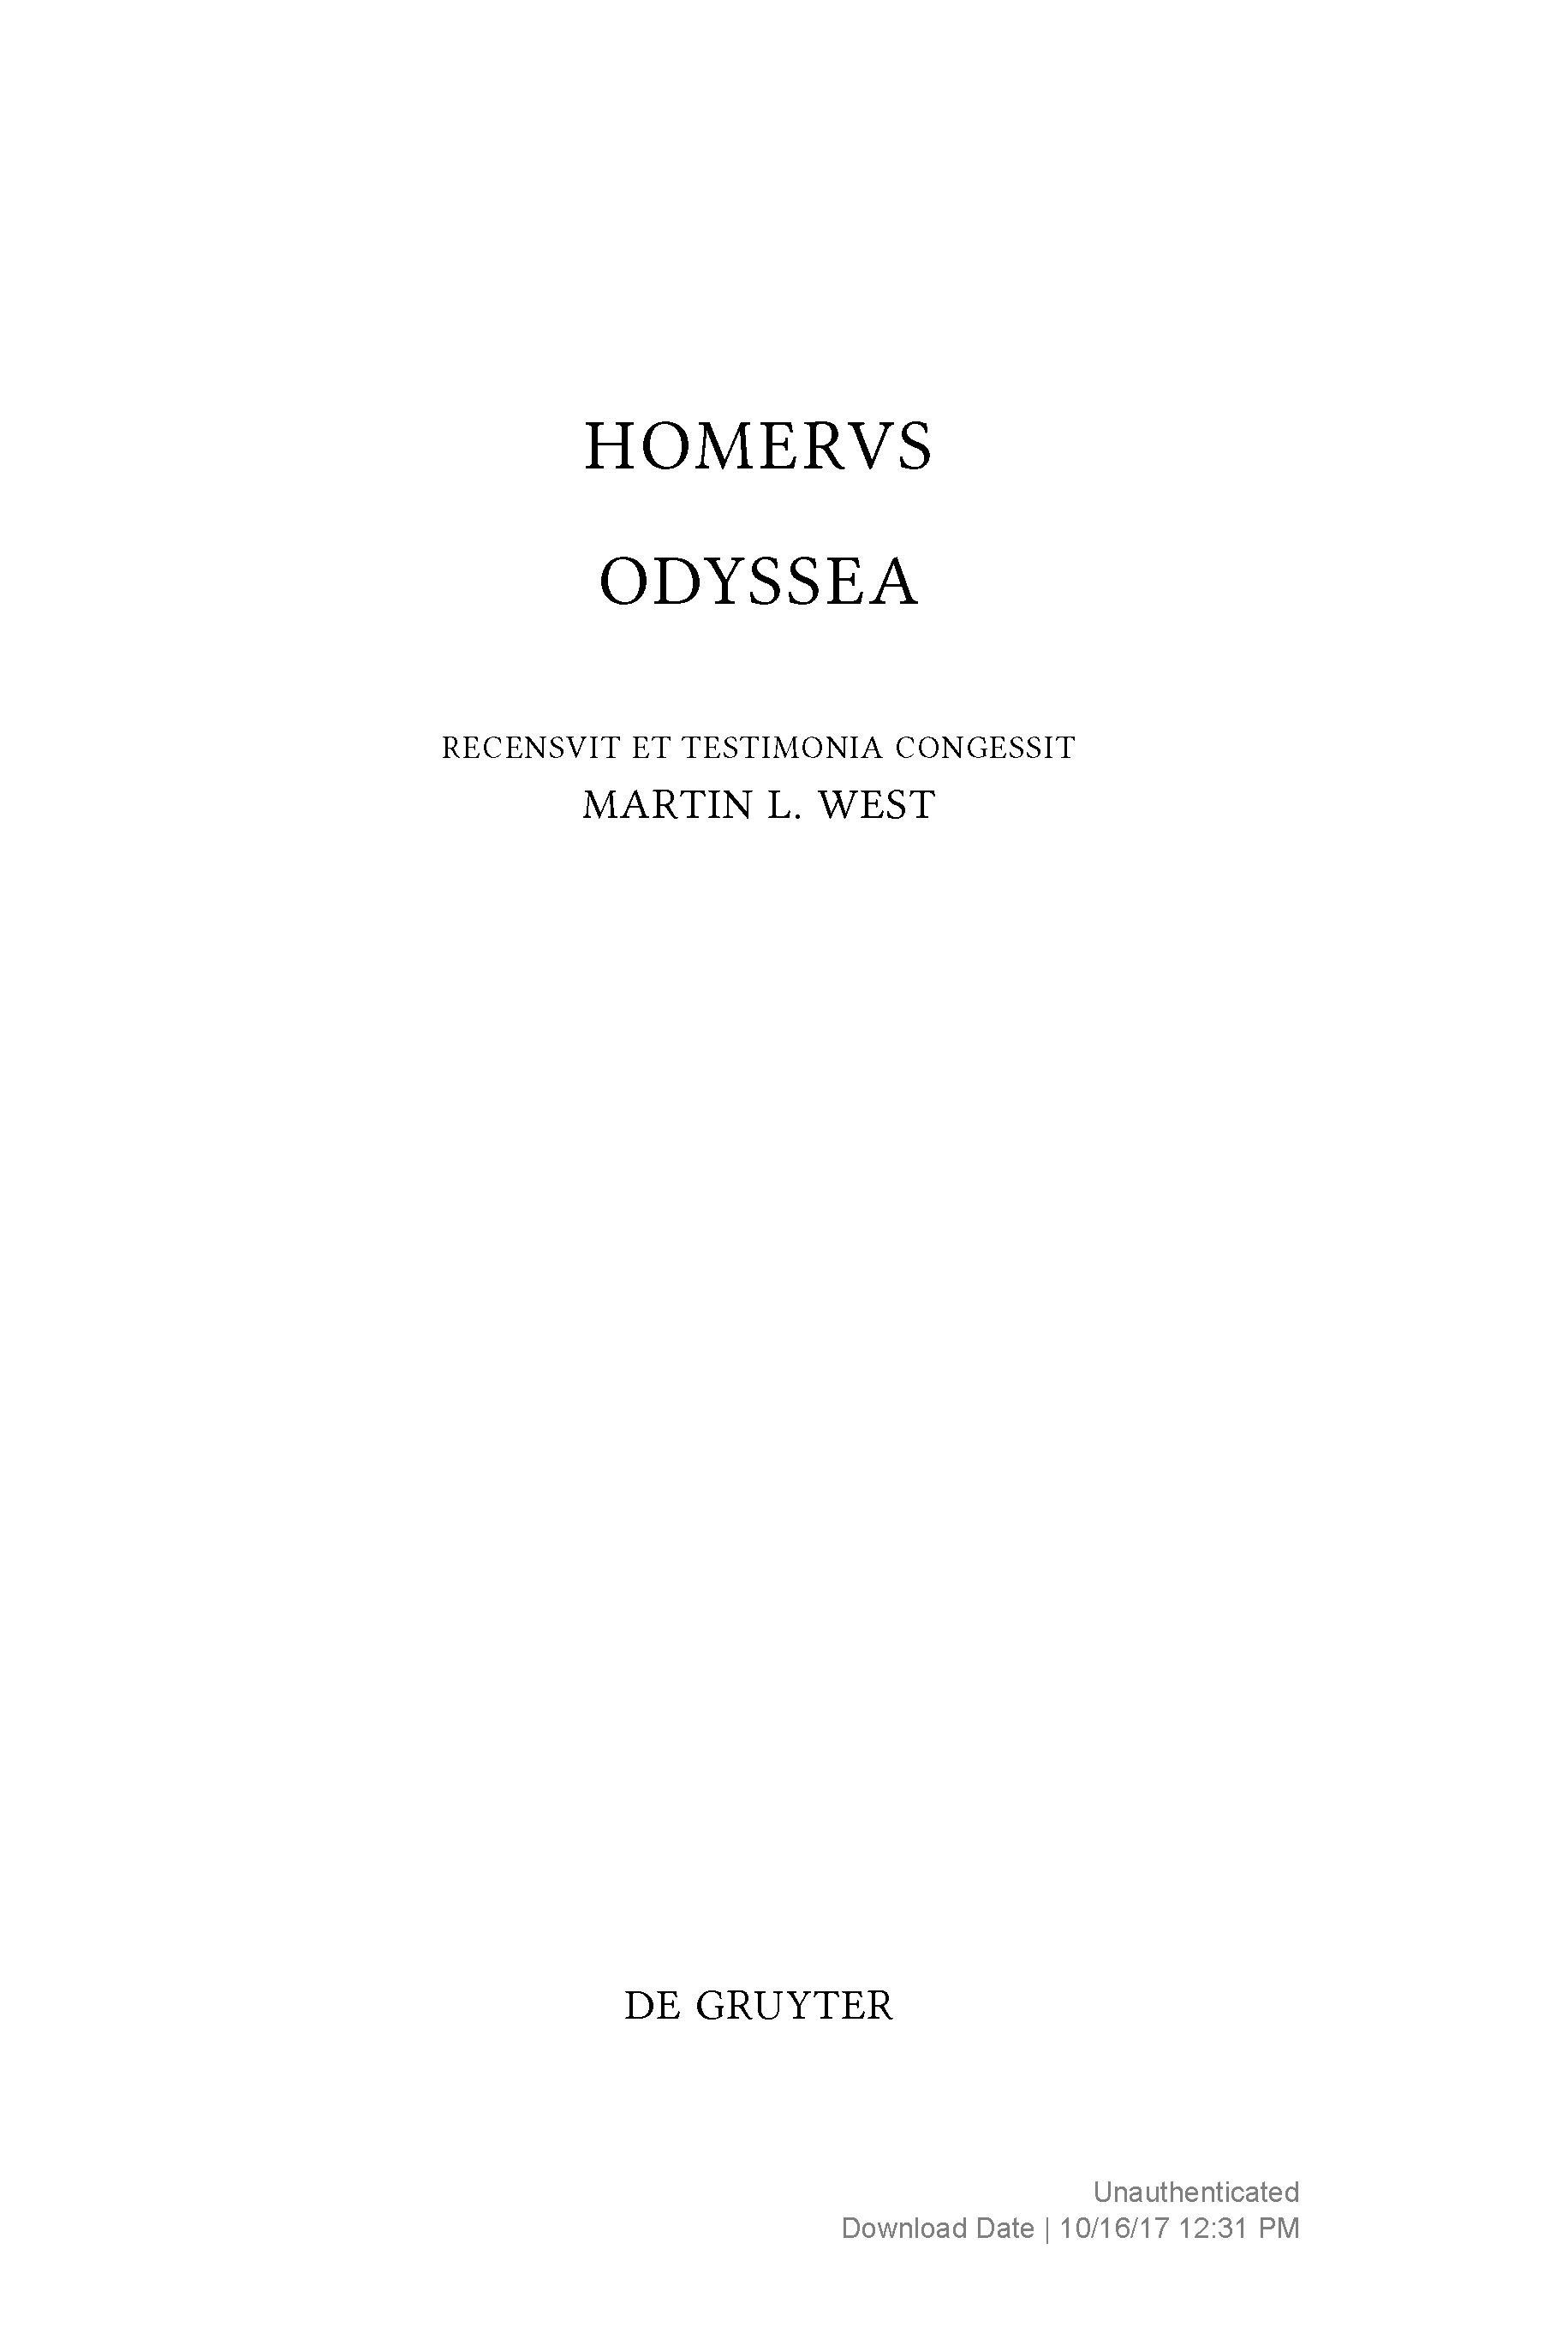 HOMERVS
ODYSSEA
RECENSVIT ET TESTIMONIA CONGESSIT
MARTIN L. WEST
DE GRUYTER
Unauthenticated
Download Date | 10/16/17 12:31 PM